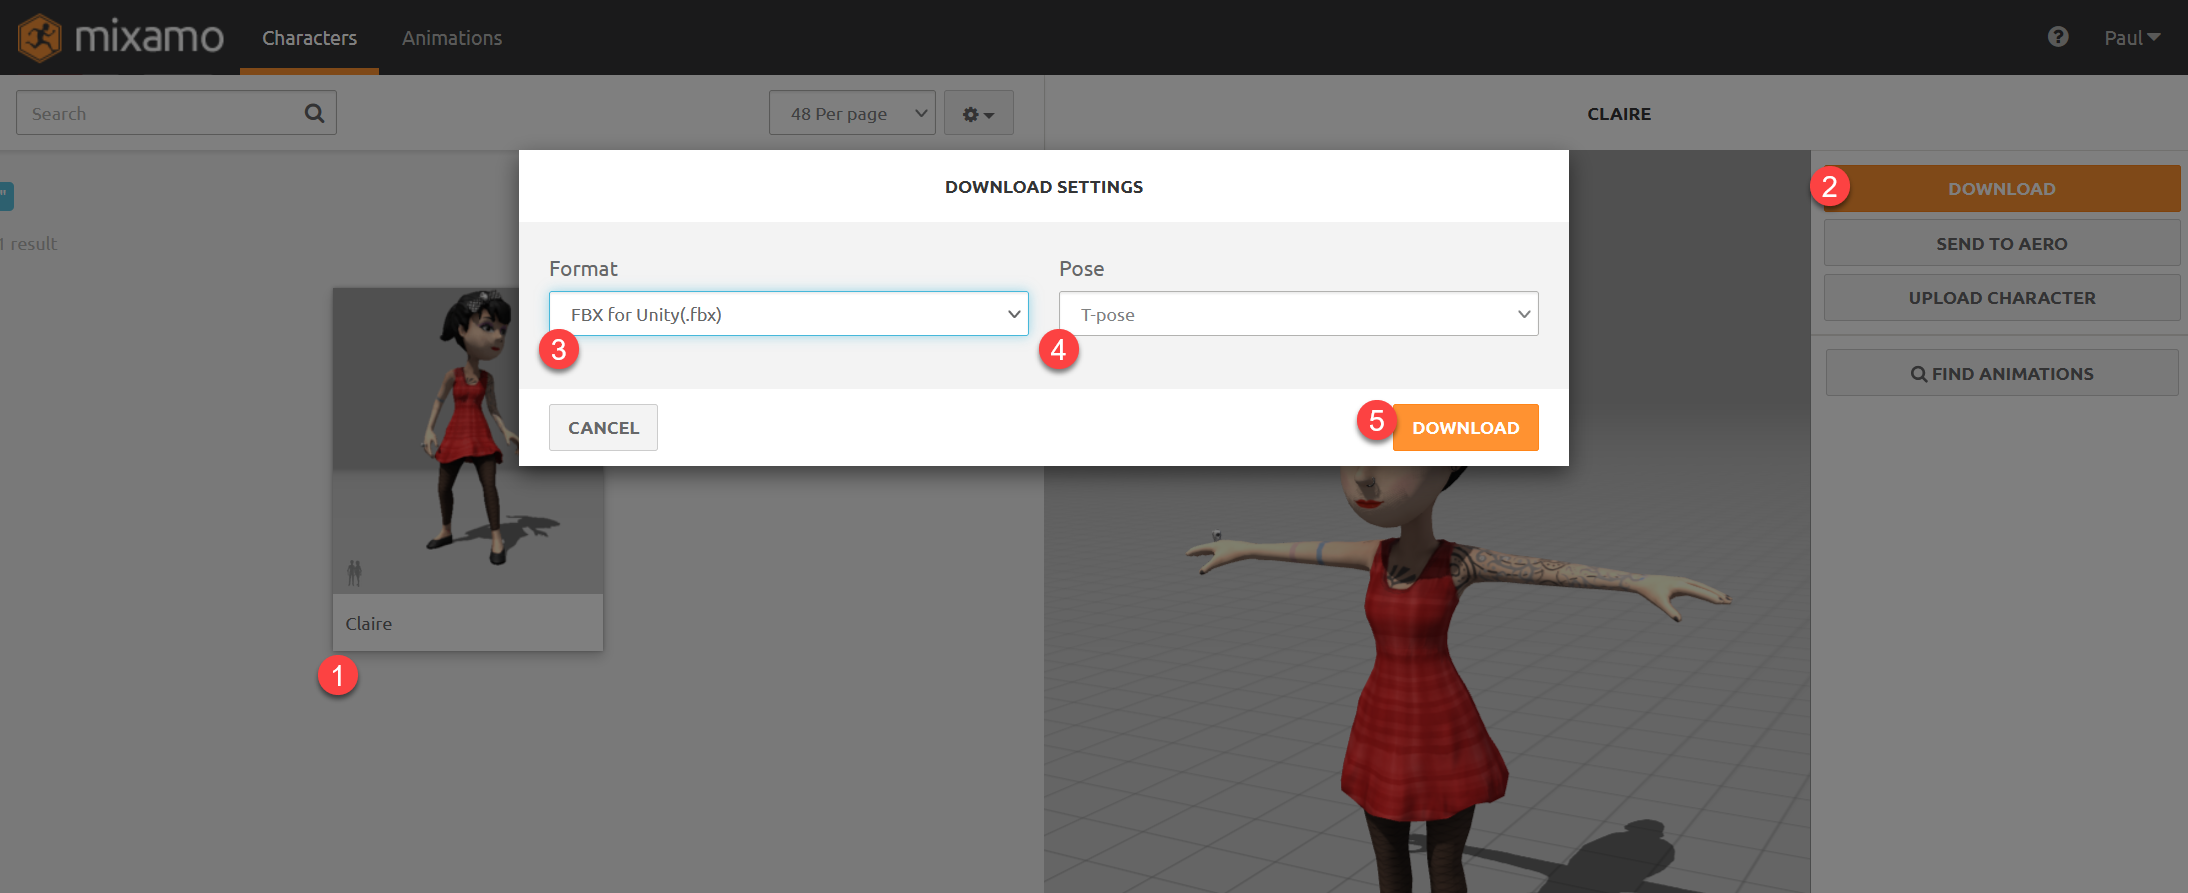 mixamo
Characters
Animations
Paul
Search
48 Per page
CLAIRE
"
1 result
DOWNLOAD SETTINGS
Format
Pose
FBX for Unity(.fbx)
T-pose
3
4
CANCEL
5
DOWNLOAD
2
DOWNLOAD
SEND TO AERO
UPLOAD CHARACTER
FIND ANIMATIONS
Claire
1